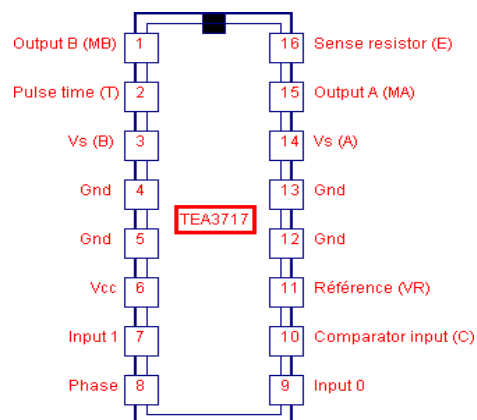 Output B (MB) 1 16 Sense resistor (E)
Pulse time (T) 2 15 Output A (MA)
Vs (B) 3 14 Vs (A)
Gnd 4 13 Gnd
TEA3717
Gnd 5 12 Gnd
Vcc 6 11 Référence (VR)
Input 1 7 10 Comparator input (C)
Phase 8 9 Input 0